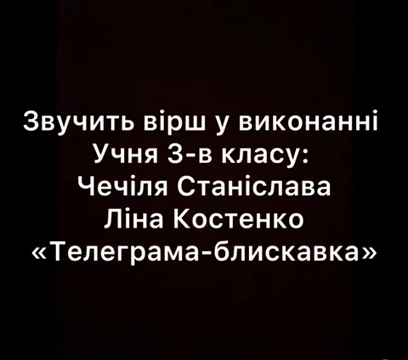 Звучить вірш у виконанні
Учня 3-в класу:
Чечіля Станіслава
Ліна Костенко
«Телеграма-блискавка»